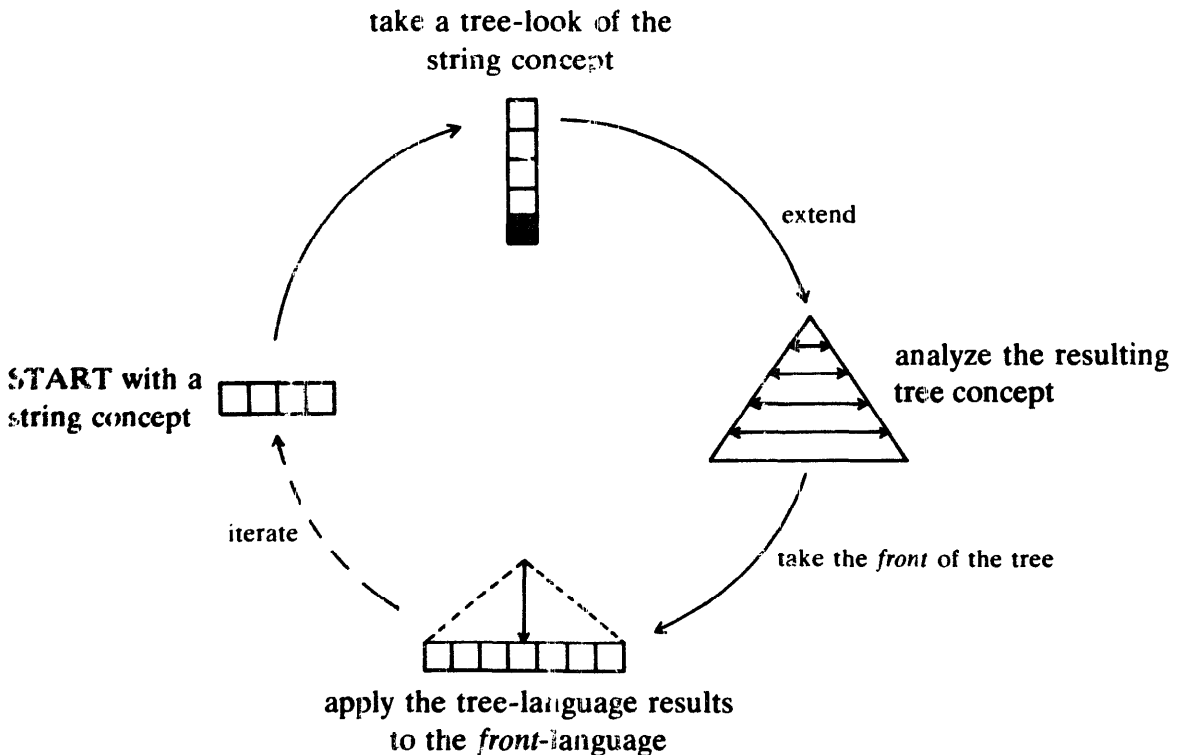 take a tree-look of the
string concept
extend
START with a
string concept
analyze the resulting
tree concept
iterate
take the front of the tree
apply the tree-language results
to the front-language